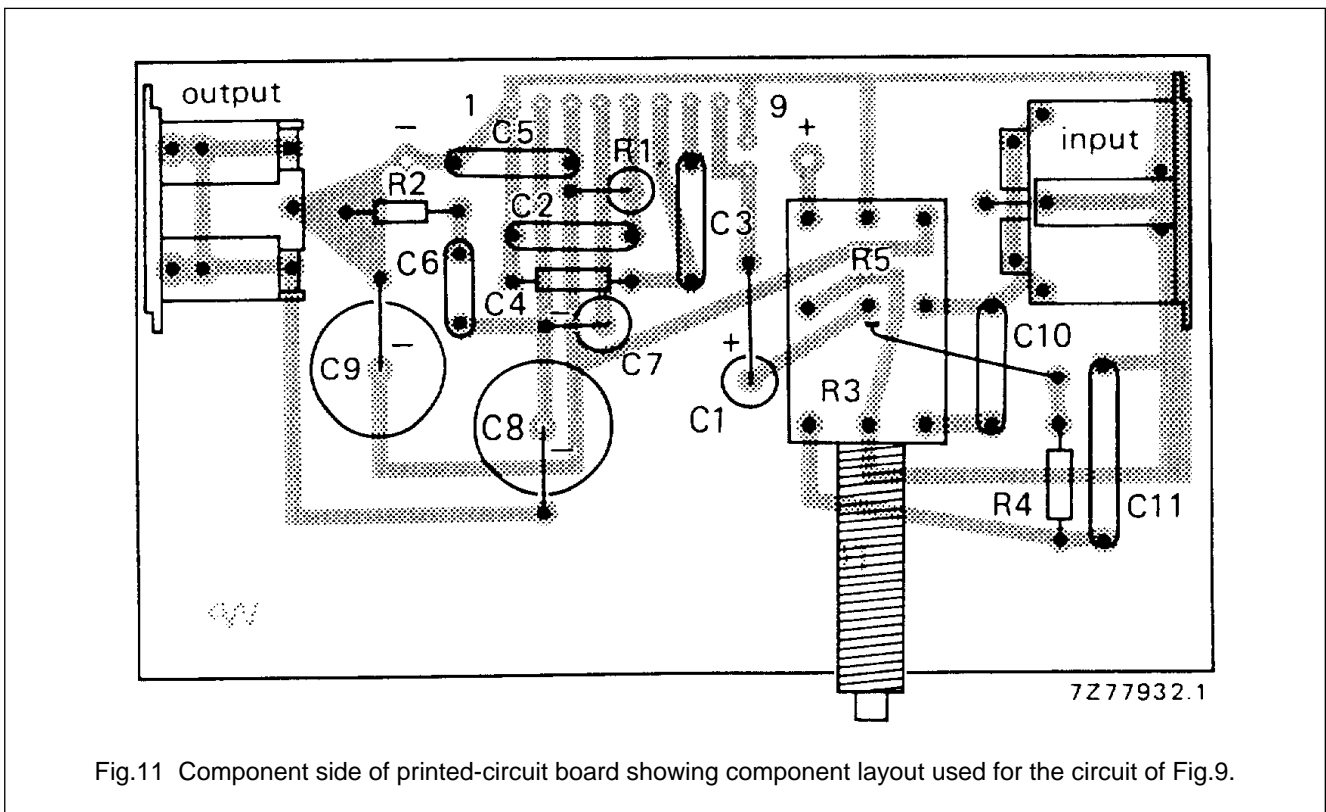 output
1
9
input
C5
R1
R2
C2
C3
C6
C4
R5
C10
C7
C9
C8
C1
R3
R4
C11
7Z77932.1
Fig.11 Component side of printed-circuit board showing component layout used for the circuit of Fig.9.